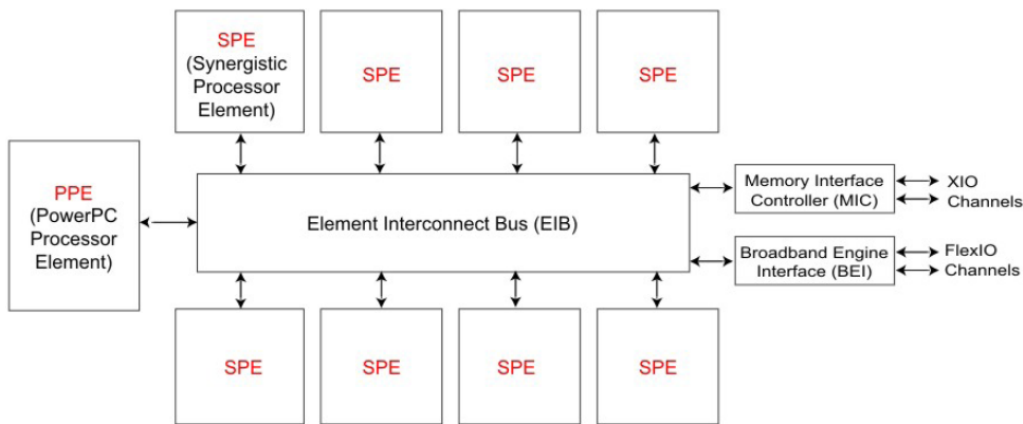 SPE
(Synergistic
Processor
Element)
SPE
SPE
SPE
PPE
(PowerPC
Processor
Element)
Element Interconnect Bus (EIB)
Memory Interface
Controller (MIC)
XIO
Channels
Broadband Engine
Interface (BEI)
FlexIO
Channels
SPE
SPE
SPE
SPE